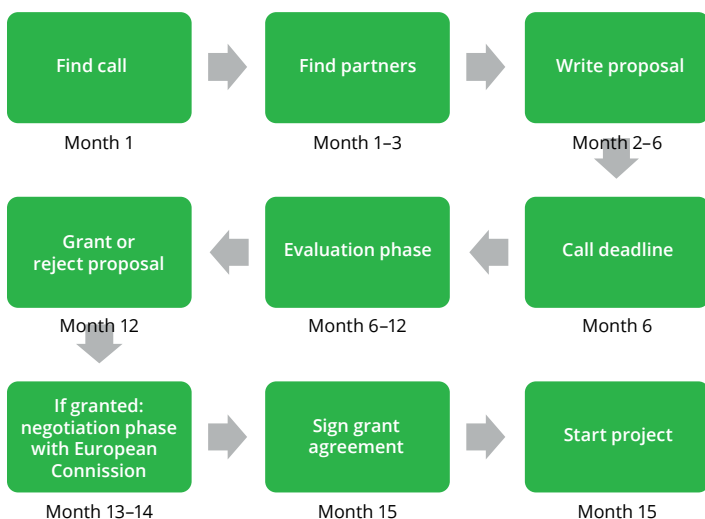 Find call
Month 1
Find partners
Month 1–3
Write proposal
Month 2–6
Call deadline
Month 6
Evaluation phase
Month 6–12
Grant or
reject proposal
Month 12
If granted:
negotiation phase
with European
Connission
Month 13–14
Sign grant
agreement
Month 15
Start project
Month 15